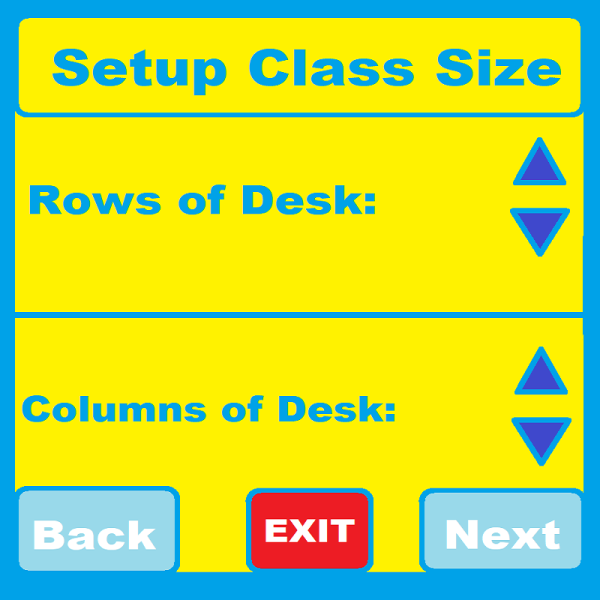 Setup Class Size
Rows of Desk:
Columns of Desk:
Back EXIT Next